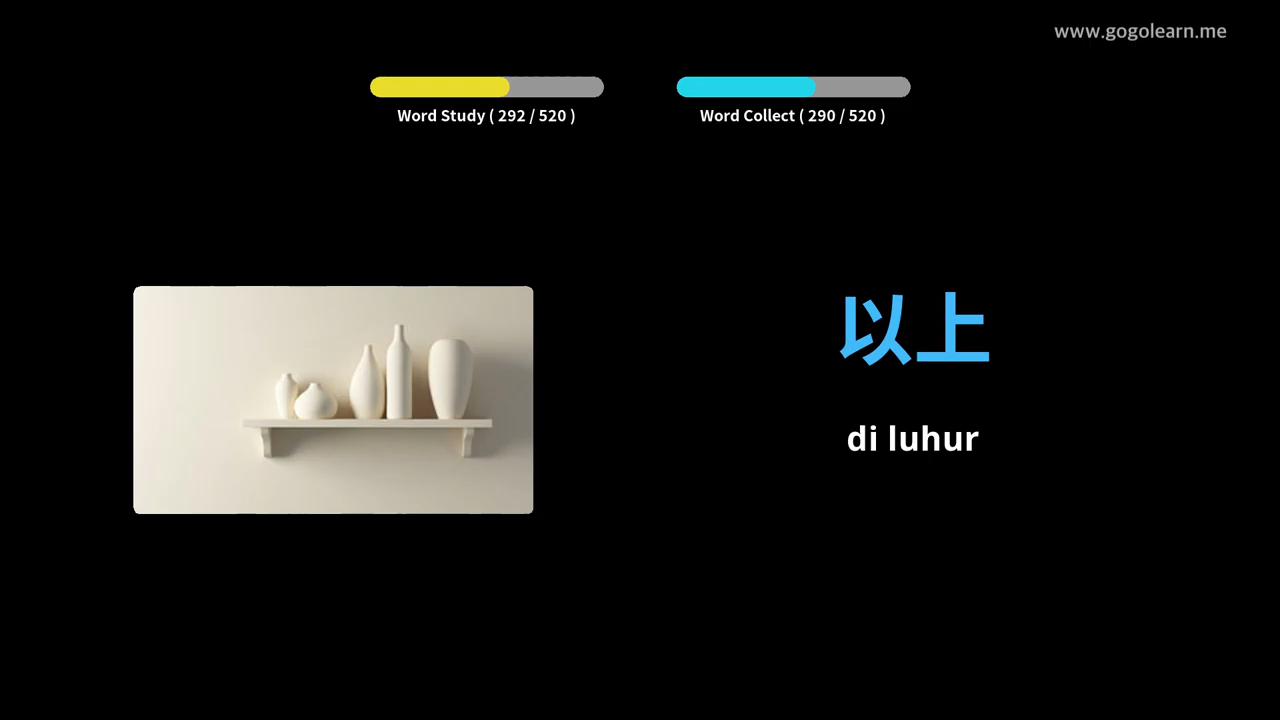 www.gogolearn.me
Word Study ( 292 / 520 )
Word Collect ( 290 / 520 )
以上
di luhur